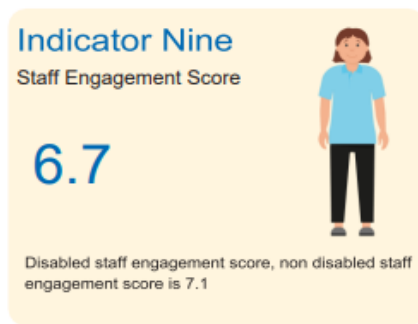 Indicator Nine
Staff Engagement Score
6.7
Disabled staff engagement score, non disabled staff
engagement score is 7.1